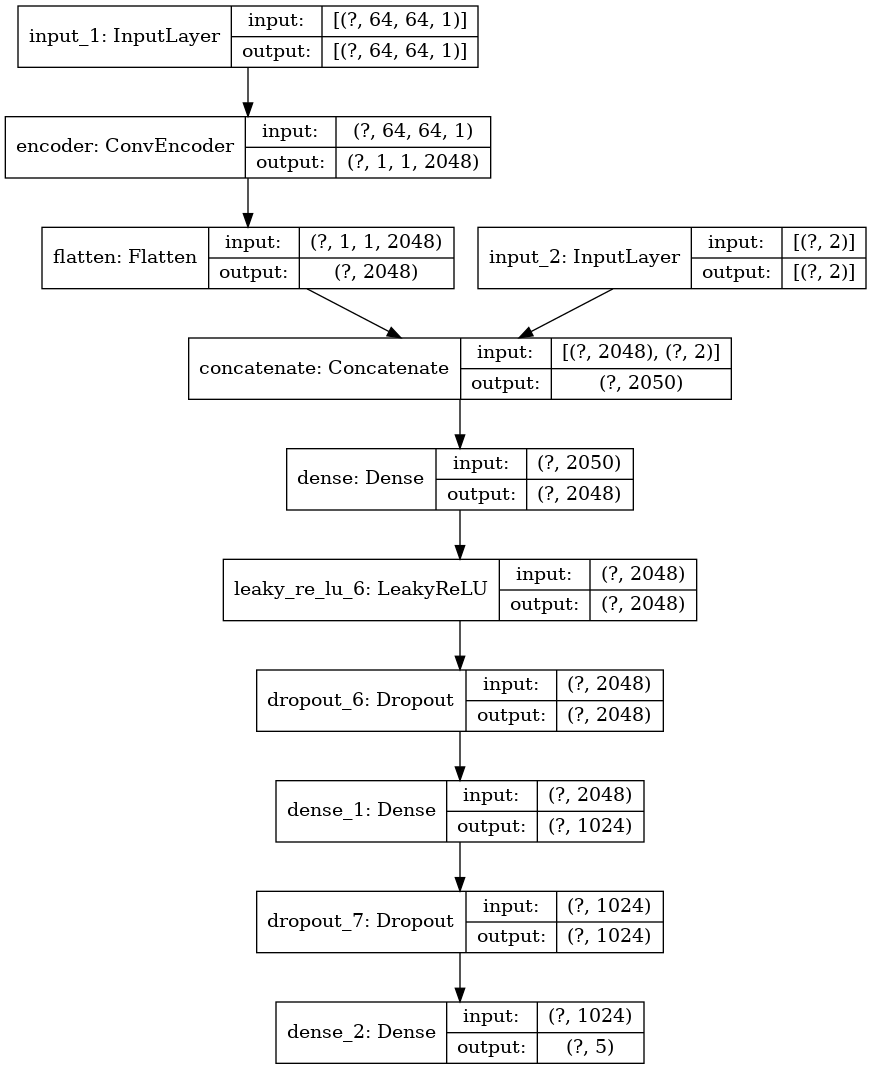 input_1: InputLayer
input: [(?, 64, 64, 1)]
output: [(?, 64, 64, 1)]
encoder: ConvEncoder
input: (?, 64, 64, 1)
output: (?, 1, 1, 2048)
flatten: Flatten
input: (?, 1, 1, 2048)
output: (?, 2048)
input_2: InputLayer
input: [(?, 2)]
output: [(?, 2)]
concatenate: Concatenate
input: [(?, 2048), (?, 2)]
output: (?, 2050)
dense: Dense
input: (?, 2050)
output: (?, 2048)
leaky_re_lu_6: LeakyReLU
input: (?, 2048)
output: (?, 2048)
dropout_6: Dropout
input: (?, 2048)
output: (?, 2048)
dense_1: Dense
input: (?, 2048)
output: (?, 1024)
dropout_7: Dropout
input: (?, 1024)
output: (?, 1024)
dense_2: Dense
input: (?, 1024)
output: (?, 5)